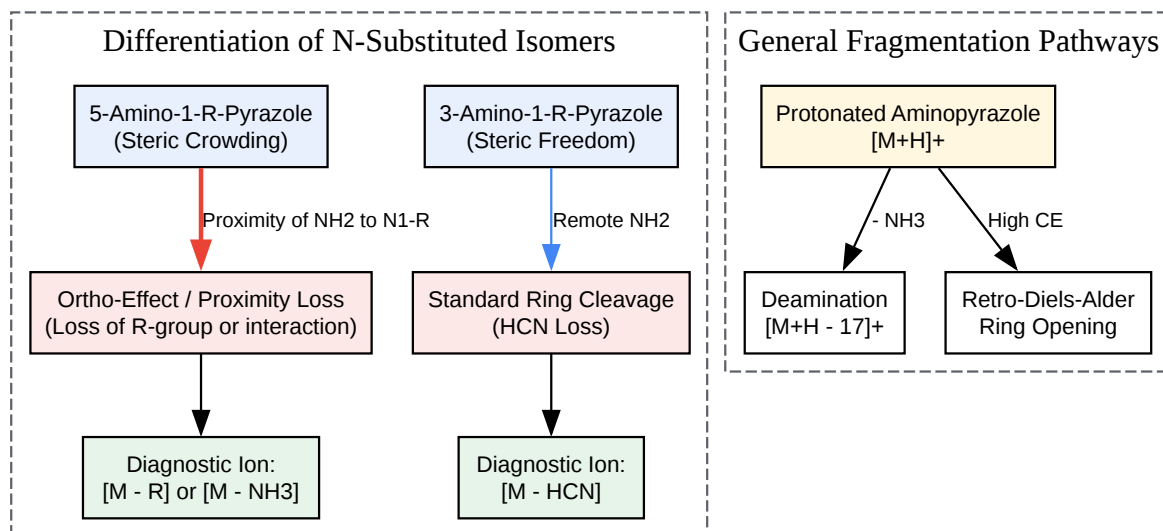 Differentiation of N-Substituted Isomers
5-Amino-1-R-Pyrazole
(Steric Crowding)
3-Amino-1-R-Pyrazole
(Steric Freedom)
Proximity of NH2 to N1-R
Remote NH2
Ortho-Effect / Proximity Loss
(Loss of R-group or interaction)
Standard Ring Cleavage
(HCN Loss)
Diagnostic Ion:
[M - R] or [M - NH3]
Diagnostic Ion:
[M - HCN]
General Fragmentation Pathways
Protonated Aminopyrazole
[M+H]+
- NH3
High CE
Deamination
[M+H - 17]+
Retro-Diels-Alder
Ring Opening